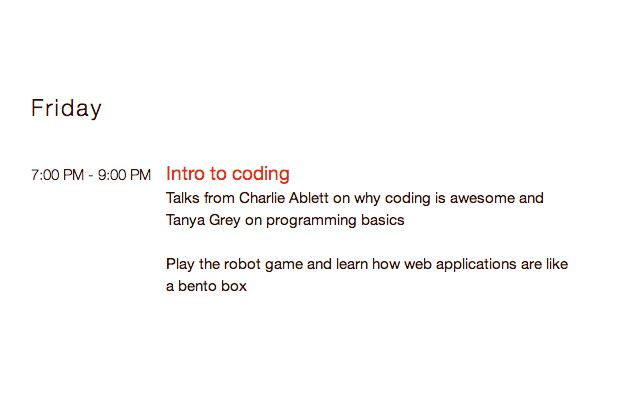 Friday
7:00 PM - 9:00 PM Intro to coding
Talks from Charlie Ablett on why coding is awesome and
Tanya Grey on programming basics
Play the robot game and learn how web applications are like
a bento box